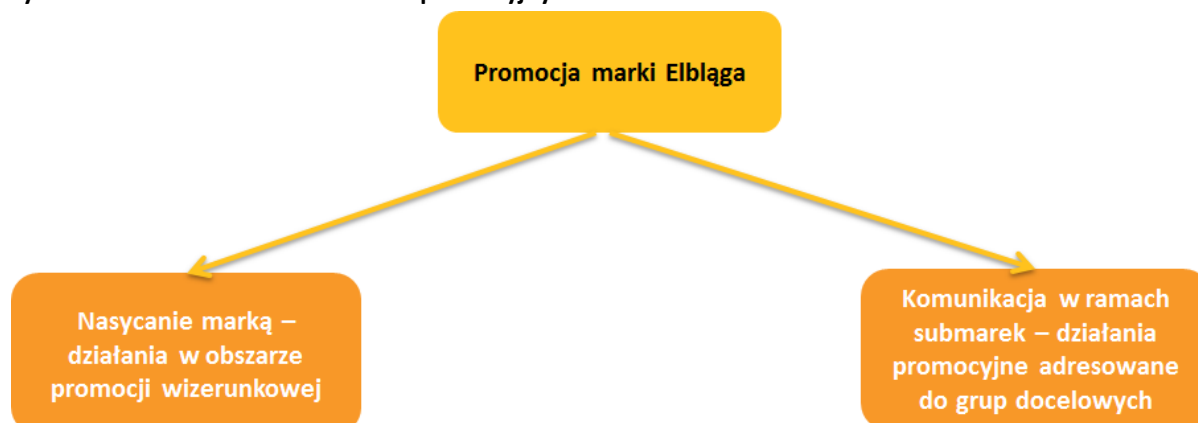 Promocja marki Elbląga
Nasycanie marką –
działania w obszarze
promocji wizerunkowej
Komunikacja w ramach
submarek – działania
promocyjne adresowane
do grup docelowych